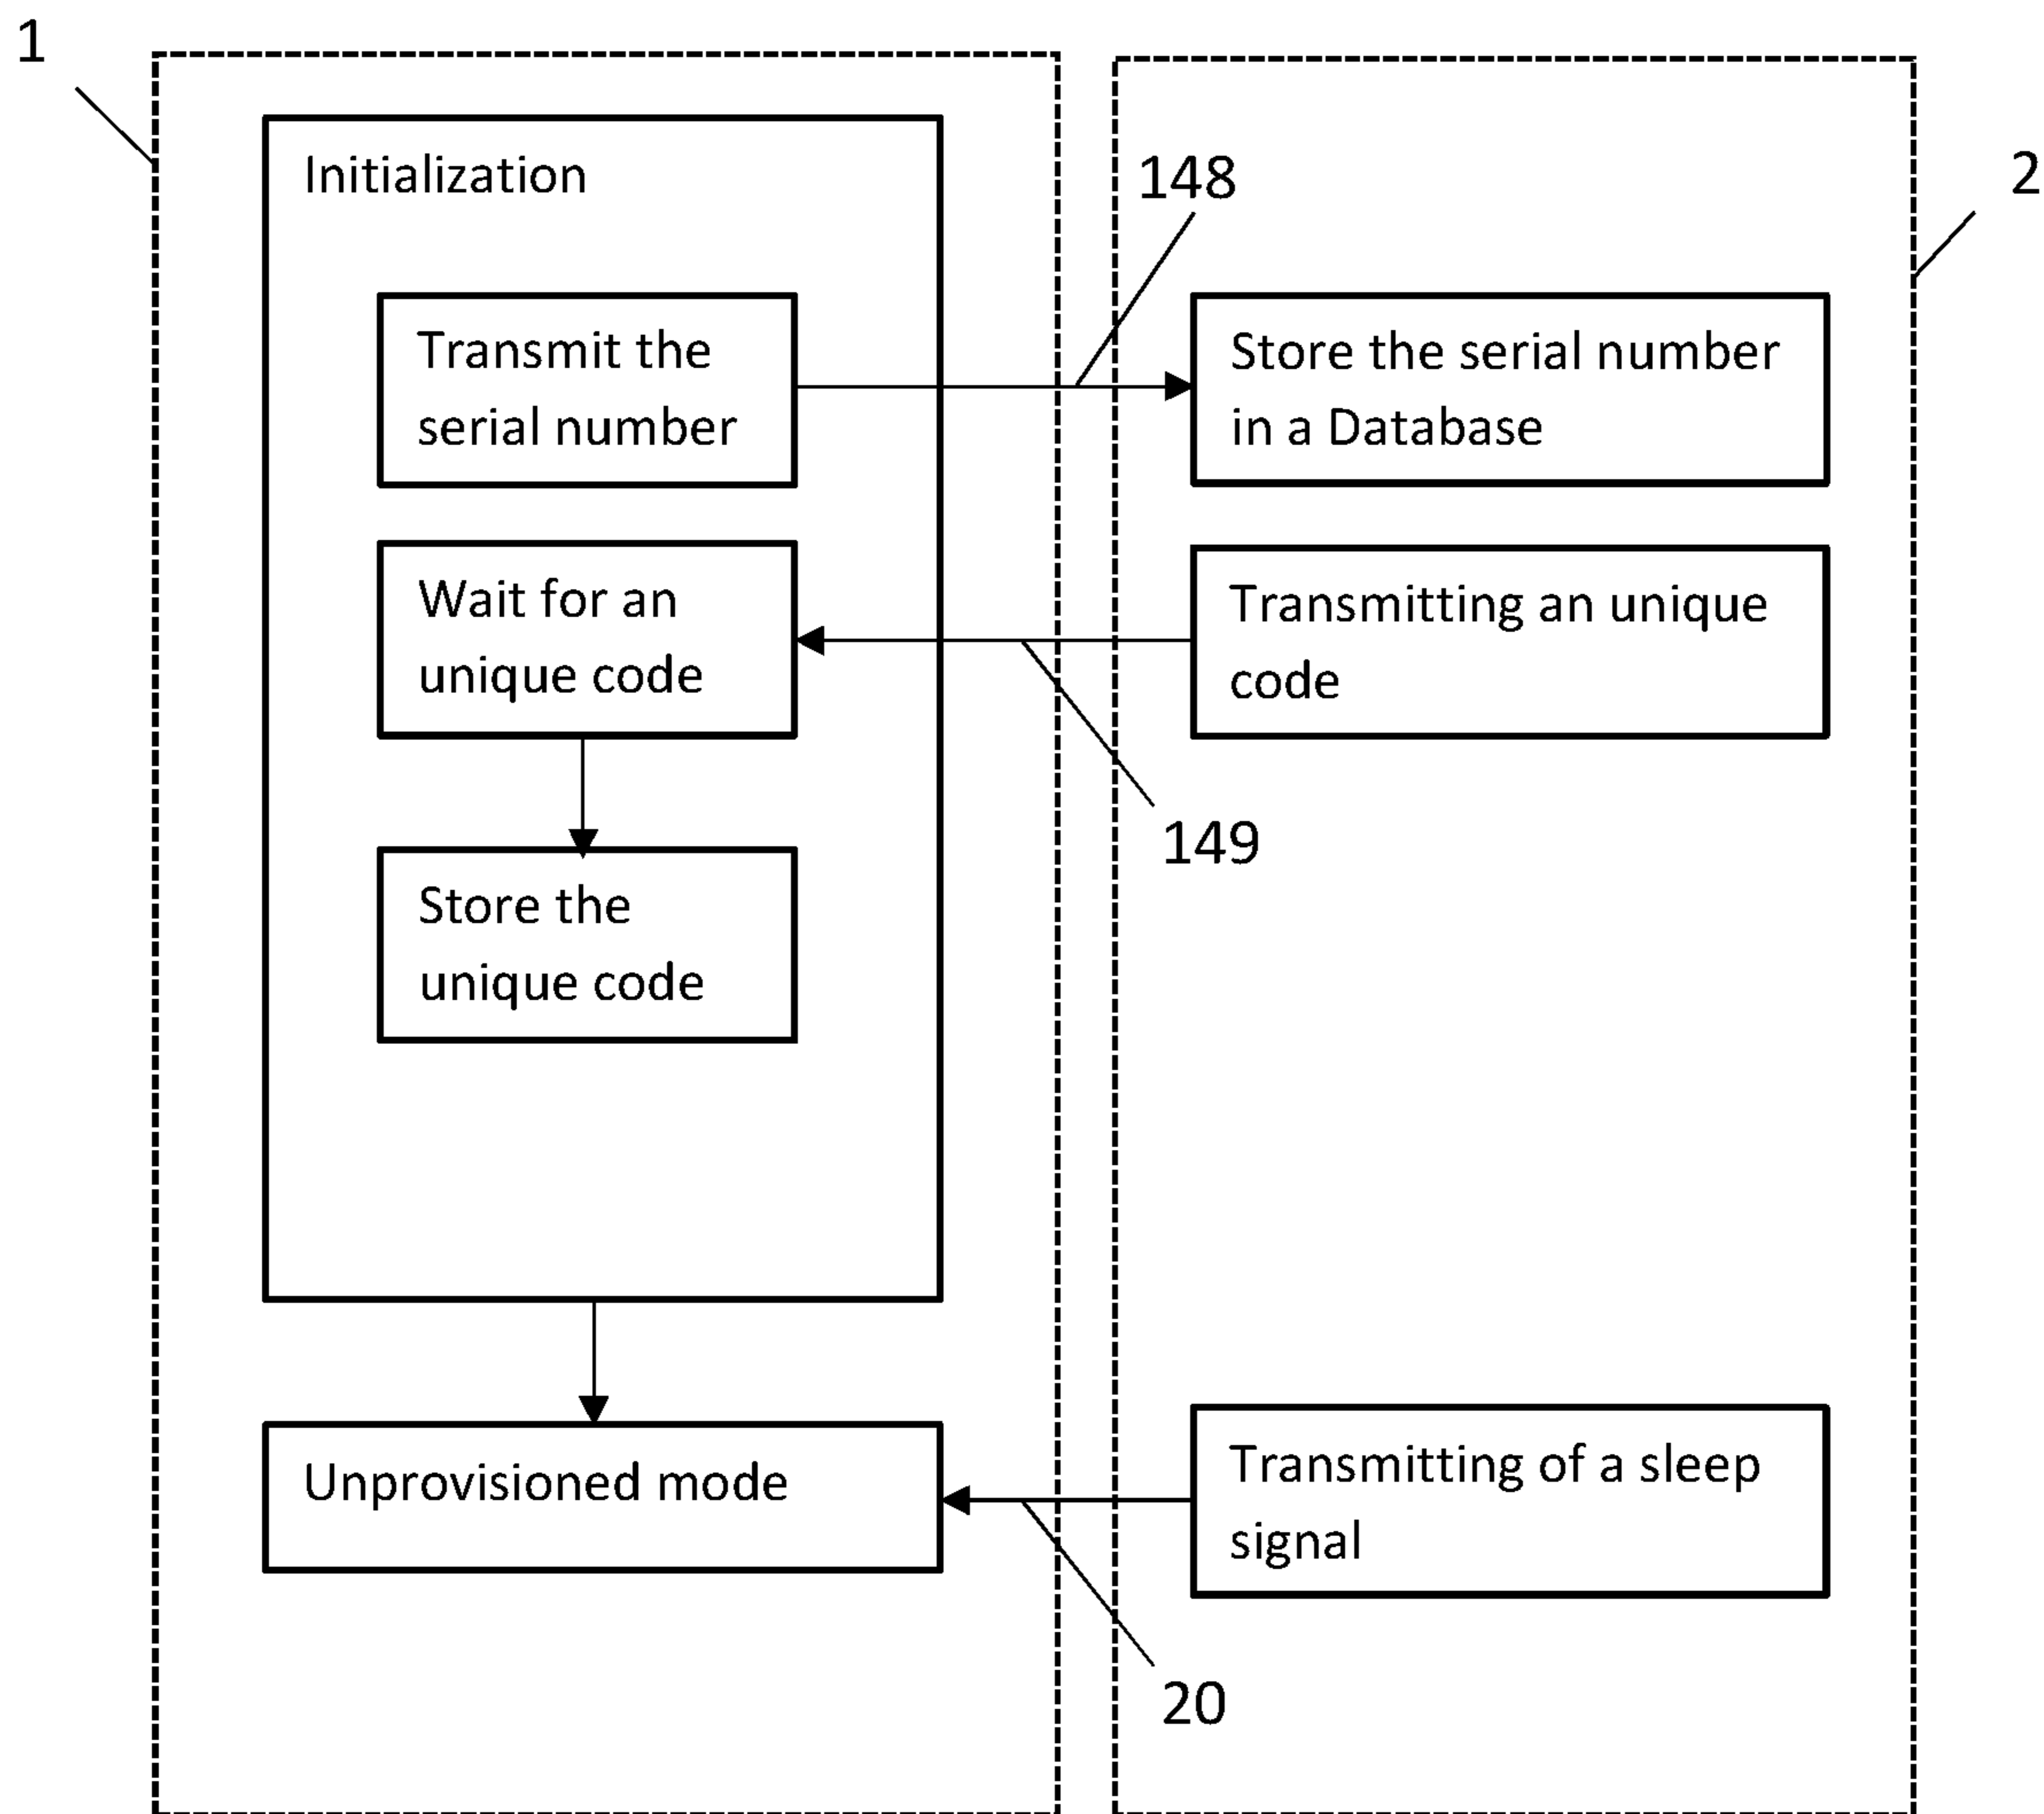 1
2
Initialization
148
Transmit the
serial number
Store the serial number
in a Database
Wait for an
unique code
Transmitting an unique
code
149
Store the
unique code
Unprovisioned mode
Transmitting of a sleep
signal
20